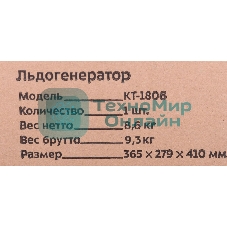 Льдогенератор
Модель КТ-1808
Количество 1 шт.
Вес нетто 8,6 кг
Вес брутто 9,3 кг
Размер 365 x 279 x 410 мм
ТехноМир
Онлайн